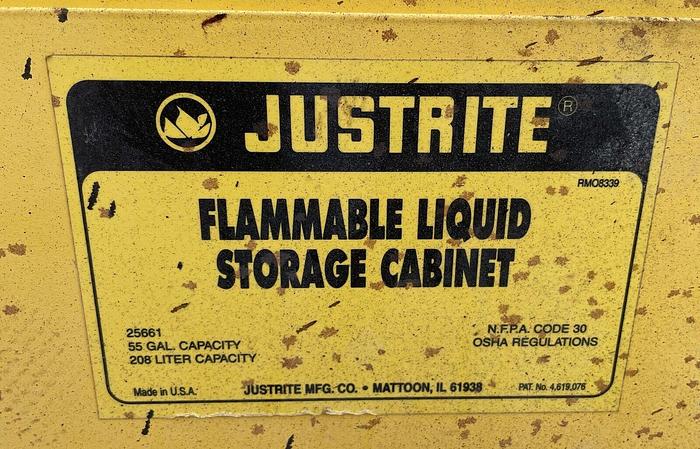 JUSTRITE®
RMO8339
FLAMMABLE LIQUID
STORAGE CABINET
25661
55 GAL. CAPACITY
208 LITER CAPACITY
N.F.P.A. CODE 30
OSHA REGULATIONS
Made in U.S.A.
JUSTRITE MFG. CO. • MATTOON, IL 61938
PAT. No. 4,619,076